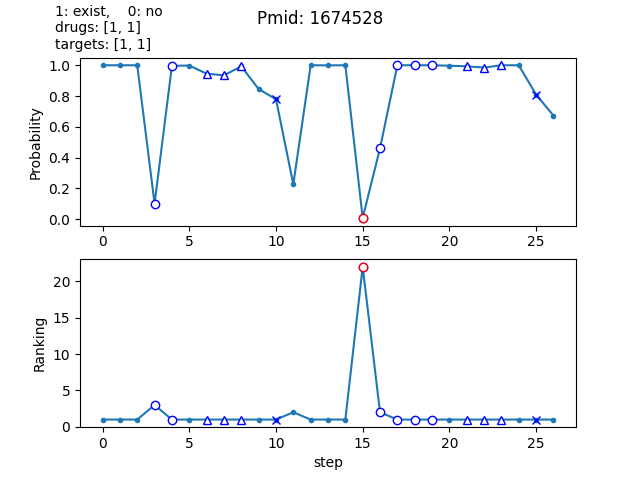 1: exist,    0: no
drugs: [1, 1]
targets: [1, 1]
Pmid: 1674528
1.0
0.8
0.6
0.4
0.2
0.0
Probability
0 5 10 15 20 25
20
15
10
5
0
Ranking
0 5 10 15 20 25
step